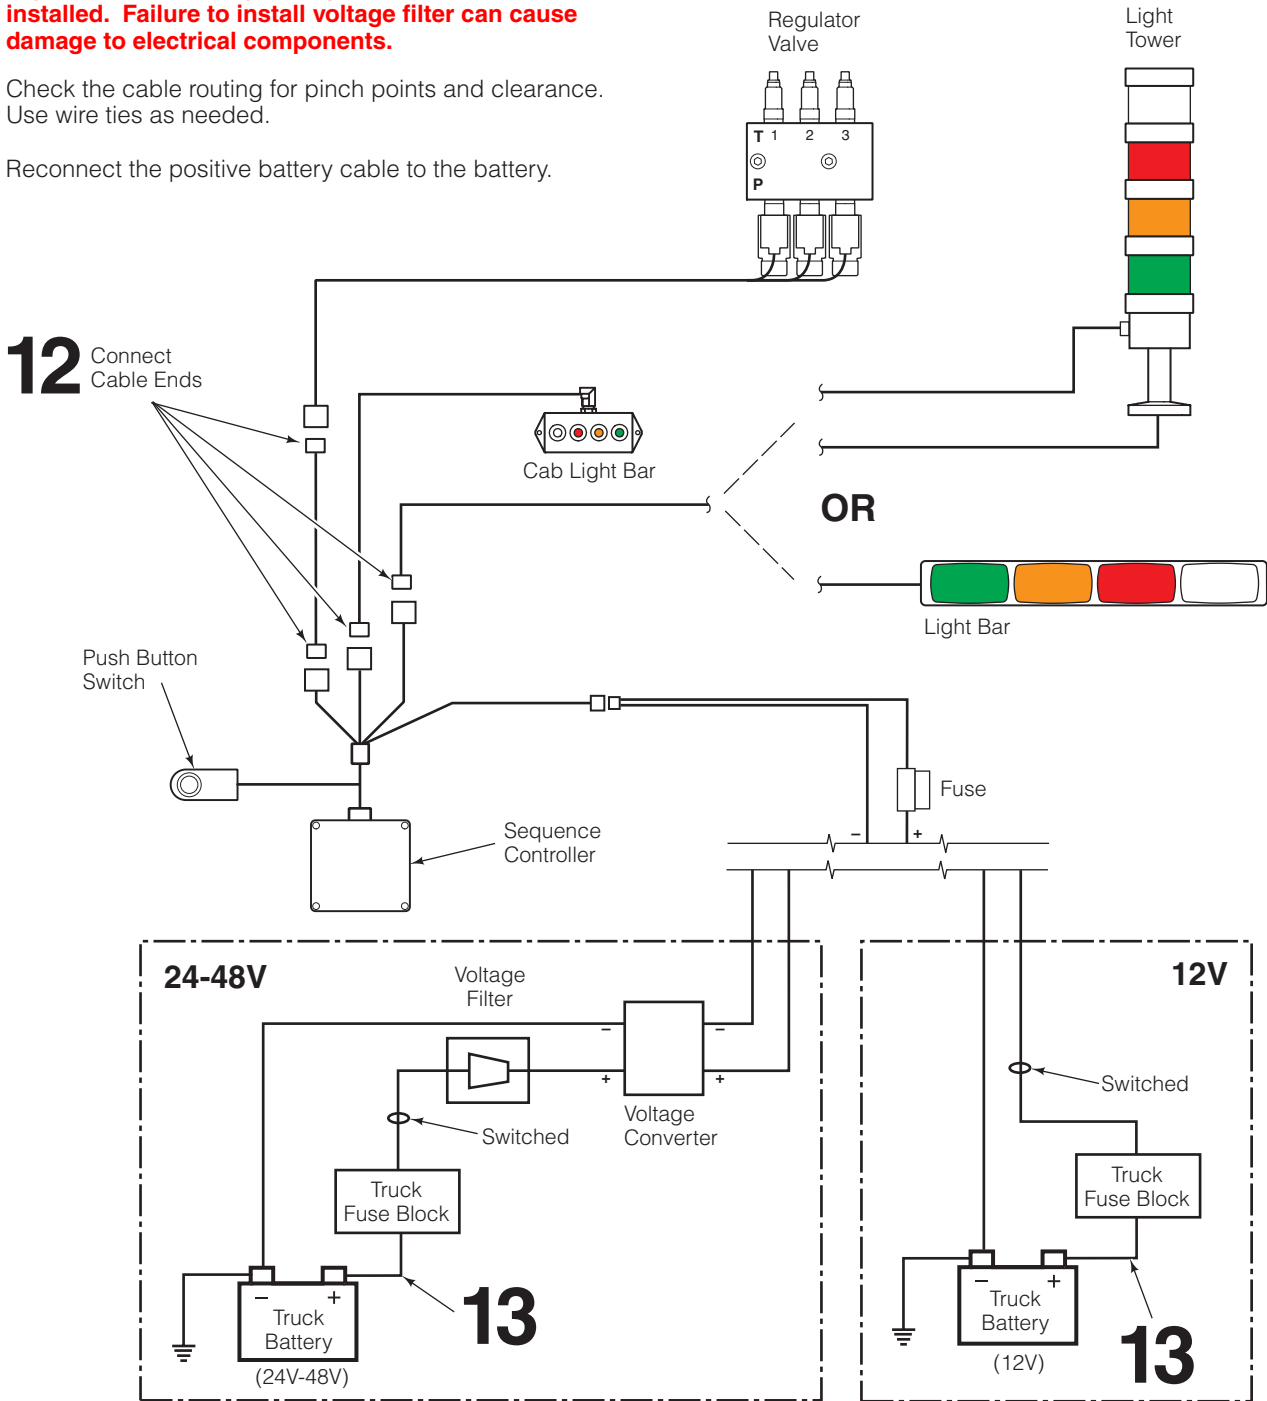 installed. Failure to install voltage filter can cause
damage to electrical components.
Check the cable routing for pinch points and clearance.
Use wire ties as needed.
Reconnect the positive battery cable to the battery.
Regulator
Valve
Light
Tower
T 1 2 3
P
12 Connect
Cable Ends
Cab Light Bar
OR
Light Bar
Push Button
Switch
Fuse
– +
Sequence
Controller
24-48V
Voltage
Filter
– –
+ +
Voltage
Converter
Switched
Truck
Fuse Block
13
– +
Truck
Battery
(24V-48V)
12V
Switched
Truck
Fuse Block
– +
Truck
Battery
(12V)
13